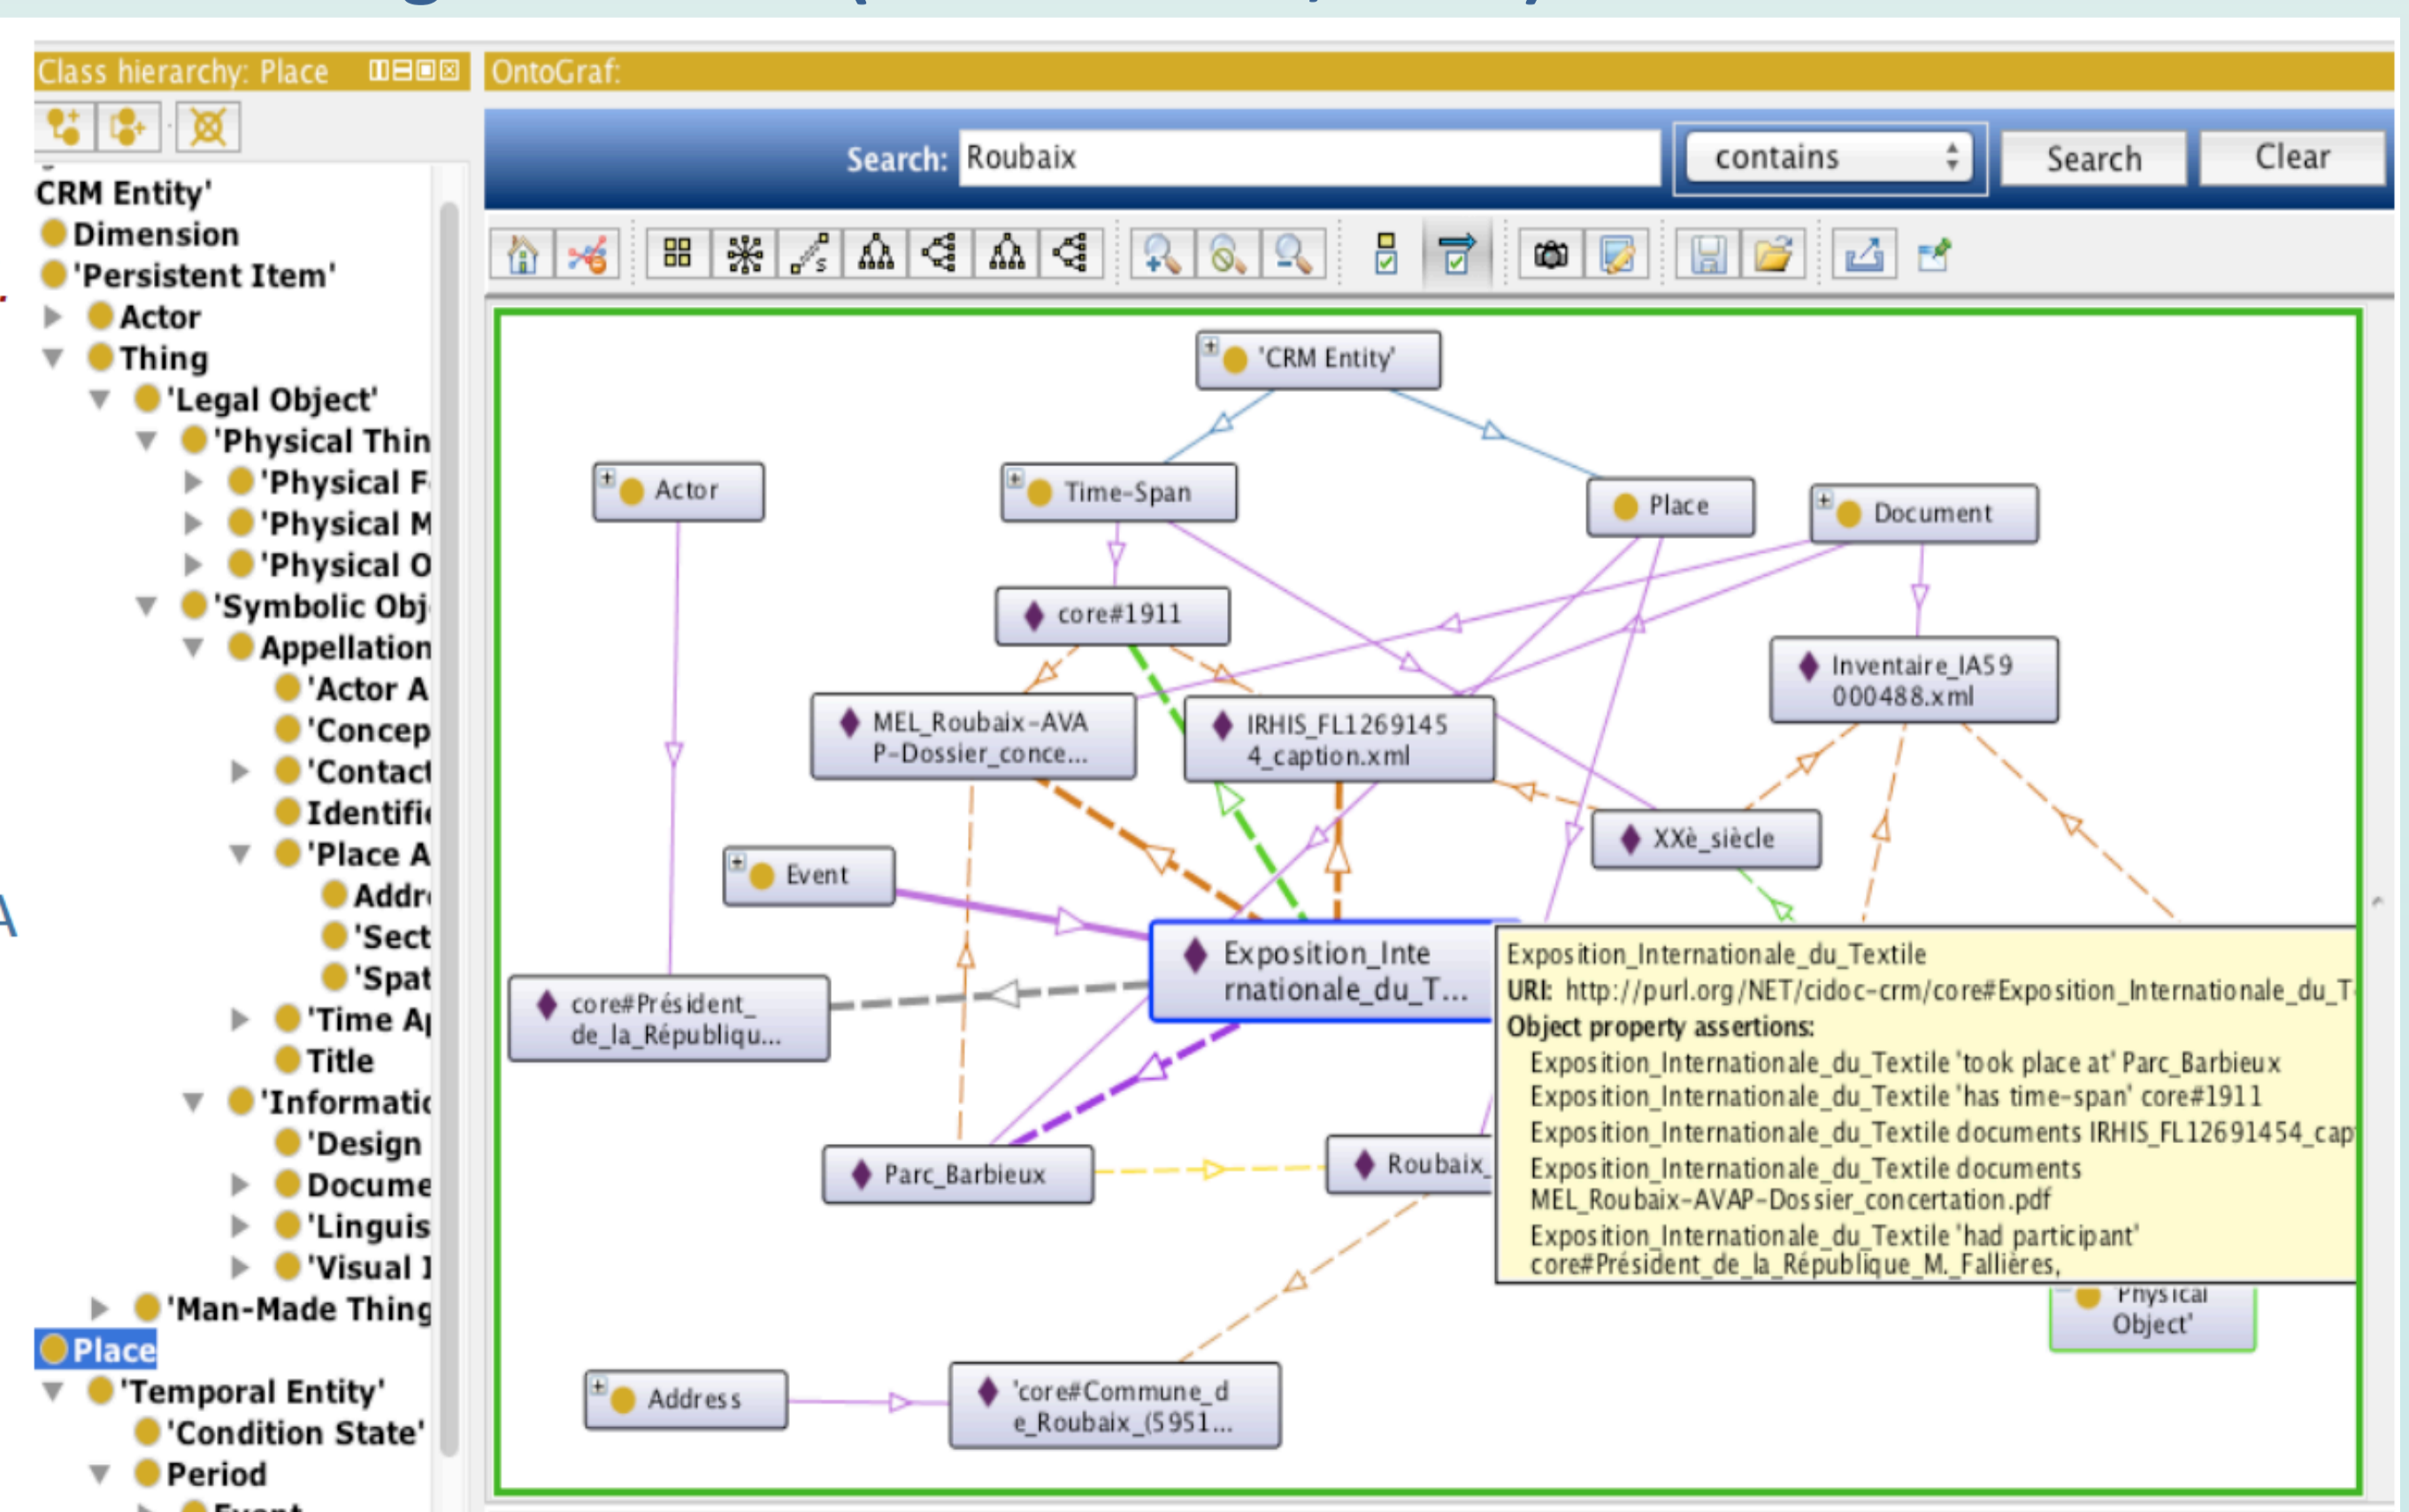 Class hierarchy: Place
CRM Entity'
Dimension
'Persistent Item'
Actor
Thing
'Legal Object'
'Physical Thin
'Physical F
'Physical M
'Physical O
'Symbolic Obj
Appellation
'Actor A
'Concep
'Contact
Identifi
'Place A
Addr
'Sect
'Spat
'Time Ap
Title
'Informatio
'Design
Docume
'Linguis
'Visual I
'Man-Made Thing
Place
'Temporal Entity'
'Condition State'
Period
Event
A
OntoGraf:
Search: Roubaix contains Search Clear
'CRM Entity'
Actor
Time-Span
Place
Document
core#1911
Inventaire_IA59
000488.xml
MEL_Roubaix-AVA
P-Dossier_conce...
IRHIS_FL1269145
4_caption.xml
XXè_siècle
Event
Exposition_Inte
rnationale_du_T...
core#Président_
de_la_Républiqu...
Exposition_Internationale_du_Textile
URI: http://purl.org/NET/cidoc-crm/core#Exposition_Internationale_du_T
Object property assertions:
Exposition_Internationale_du_Textile 'took place at' Parc_Barbieux
Exposition_Internationale_du_Textile 'has time-span' core#1911
Exposition_Internationale_du_Textile documents IRHIS_FL12691454_cap
Exposition_Internationale_du_Textile documents
MEL_Roubaix-AVAP-Dossier_concertation.pdf
Exposition_Internationale_du_Textile 'had participant'
core#Président_de_la_République_M._Fallières,
Parc_Barbieux
Roubaix_
Physical
Object'
Address
'core#Commune_d
e_Roubaix_(5951...